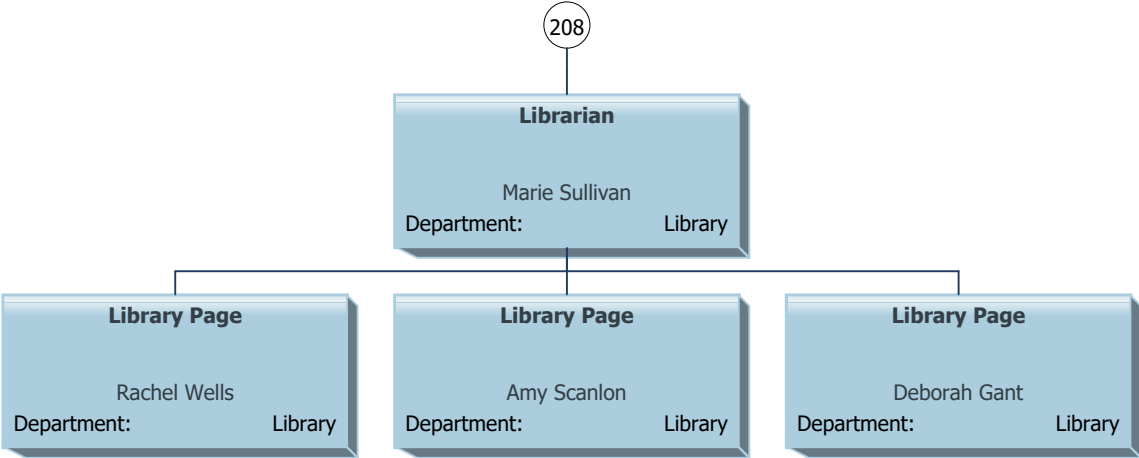 208
Librarian
Marie Sullivan
Department: Library
Library Page
Rachel Wells
Department: Library
Library Page
Amy Scanlon
Department: Library
Library Page
Deborah Gant
Department: Library